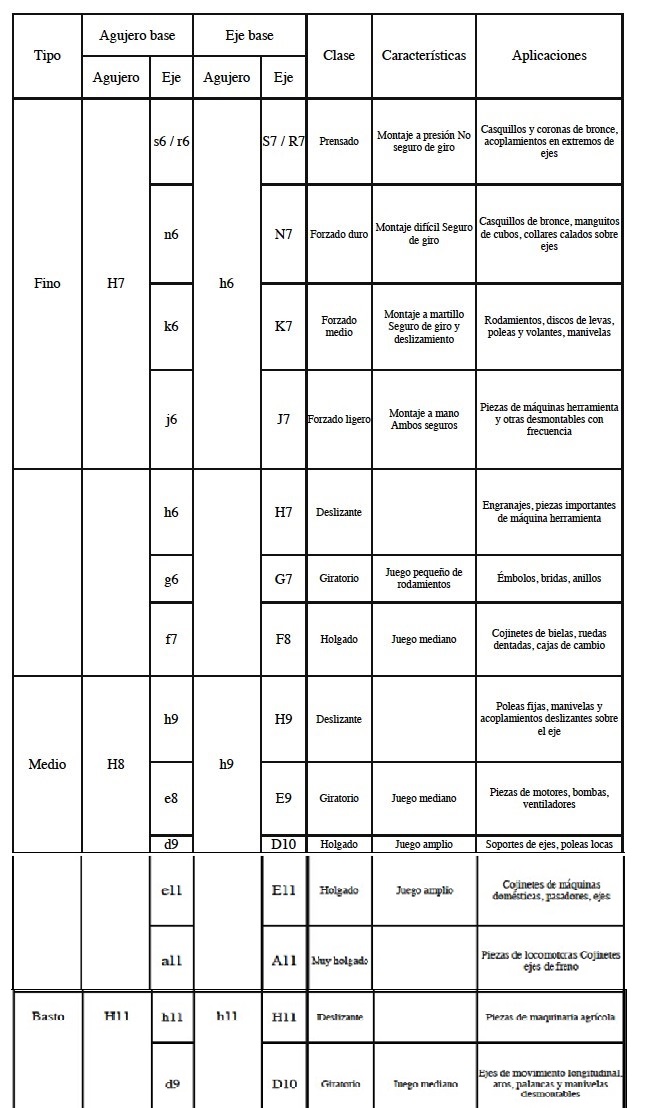 Tipo
Agujero base
Eje base
Clase
Características
Aplicaciones
Agujero
Eje
Agujero
Eje
Fino
H7
s6 / r6
h6
S7 / R7
Prensado
Montaje a presión No
seguro de giro
Casquillos y coronas de bronce,
acoplamientos en extremos de
ejes
n6
N7
Forzado duro
Montaje difícil Seguro
de giro
Casquillos de bronce, manguitos
de cubos, collares calados sobre
ejes
k6
K7
Forzado
medio
Montaje a martillo
Seguro de giro y
deslizamiento
Rodamientos, discos de levas,
poleas y volantes, manivelas
j6
J7
Forzado ligero
Montaje a mano
Ambos seguros
Piezas de máquinas herramienta
y otras desmontables con
frecuencia
h6
H7
Deslizante
Engranajes, piezas importantes
de máquina herramienta
g6
G7
Giratorio
Juego pequeño de
rodamientos
Émbolos, bridas, anillos
f7
F8
Holgado
Juego mediano
Cojinetes de bielas, ruedas
dentadas, cajas de cambio
Medio
H8
h9
h9
H9
Deslizante
Poleas fijas, manivelas y
acoplamientos deslizantes sobre
el eje
e8
E9
Giratorio
Juego mediano
Piezas de motores, bombas,
ventiladores
d9
D10
Holgado
Juego amplio
Soportes de ejes, poleas locas
e11
E11
Holgado
Juego amplio
Cojinetes de máquinas
domésticas, pasadores, ejes
a11
A11
Muy holgado
Piezas de locomotoras Cojinetes
ejes de freno
Basto
H11
h11
h11
H11
Deslizante
Piezas de maquinaria agrícola
d9
D10
Giratorio
Juego mediano
Ejes de movimiento longitudinal,
aros, palancas y manivelas
desmontables